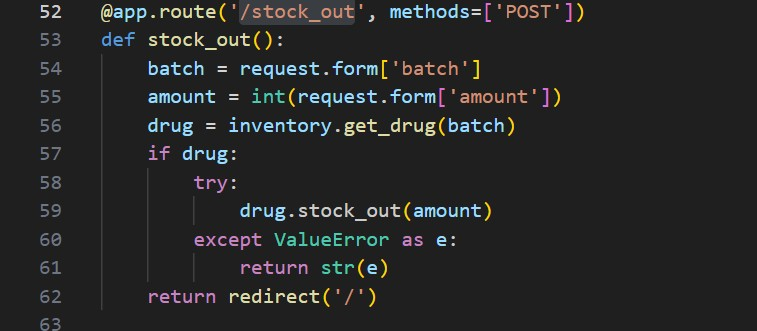 52 @app.route('/stock_out', methods=['POST'])
53 def stock_out():
54     batch = request.form['batch']
55     amount = int(request.form['amount'])
56     drug = inventory.get_drug(batch)
57     if drug:
58         try:
59             drug.stock_out(amount)
60         except ValueError as e:
61             return str(e)
62     return redirect('/')
63